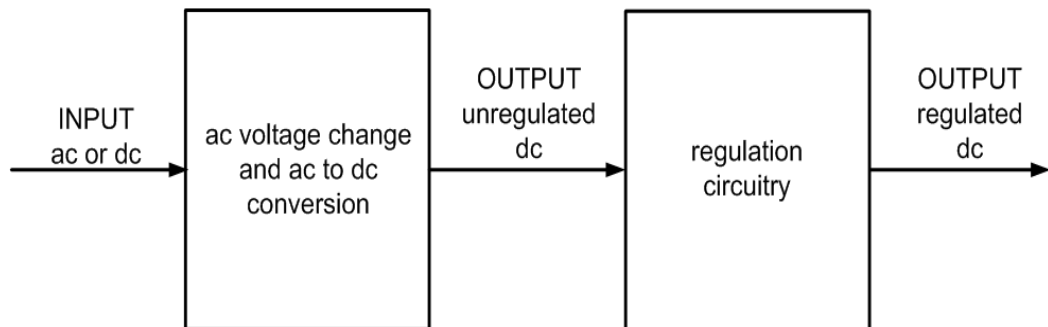 INPUT
ac or dc
ac voltage change
and ac to dc
conversion
OUTPUT
unregulated
dc
regulation
circuitry
OUTPUT
regulated
dc